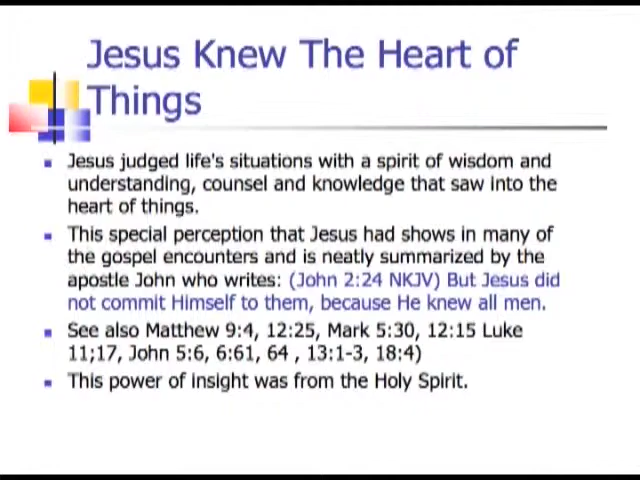 Jesus Knew The Heart of
Things
Jesus judged life's situations with a spirit of wisdom and
understanding, counsel and knowledge that saw into the
heart of things.
This special perception that Jesus had shows in many of
the gospel encounters and is neatly summarized by the
apostle John who writes: (John 2:24 NKJV) But Jesus did
not commit Himself to them, because He knew all men.
See also Matthew 9:4, 12:25, Mark 5:30, 12:15 Luke
11;17, John 5:6, 6:61, 64 , 13:1-3, 18:4)
This power of insight was from the Holy Spirit.